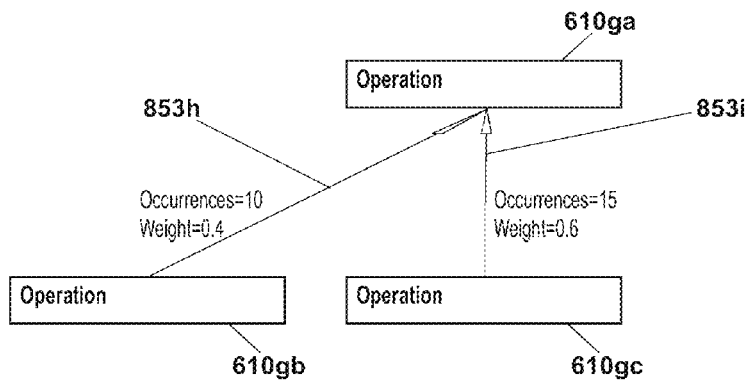 610ga
Operation
853h
853i
Occurrences=10
Weight=0.4
Occurrences=15
Weight=0.6
Operation
Operation
610gb
610gc